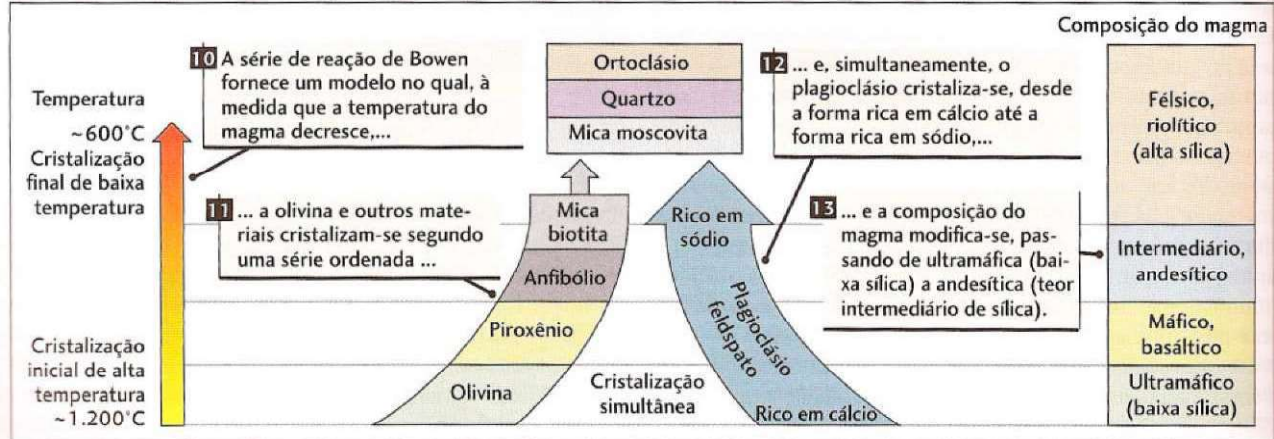 Composição do magma
10 A série de reação de Bowen
fornece um modelo no qual, à
medida que a temperatura do
magma decresce,...
Ortoclásio
Quartzo
Mica moscovita
12 ... e, simultaneamente, o
plagioclásio cristaliza-se, desde
a forma rica em cálcio até a
forma rica em sódio,...
Félsico,
riolítico
(alta sílica)
Temperatura
~600°C
Cristalização
final de baixa
temperatura
11 ... a olivina e outros mate-
riais cristalizam-se segundo
uma série ordenada ...
Mica
biotita
Anfibólio
Piroxênio
Olivina
Rico em
sódio
Plagioclásio
feldspato
Rico em cálcio
Cristalização
simultânea
13 ... e a composição do
magma modifica-se, pas-
sando de ultramáfica (bai-
xa sílica) a andesítica (teor
intermediário de sílica).
Intermediário,
andesítico
Máfico,
basáltico
Ultramáfico
(baixa sílica)
Cristalização
inicial de alta
temperatura
~1.200°C